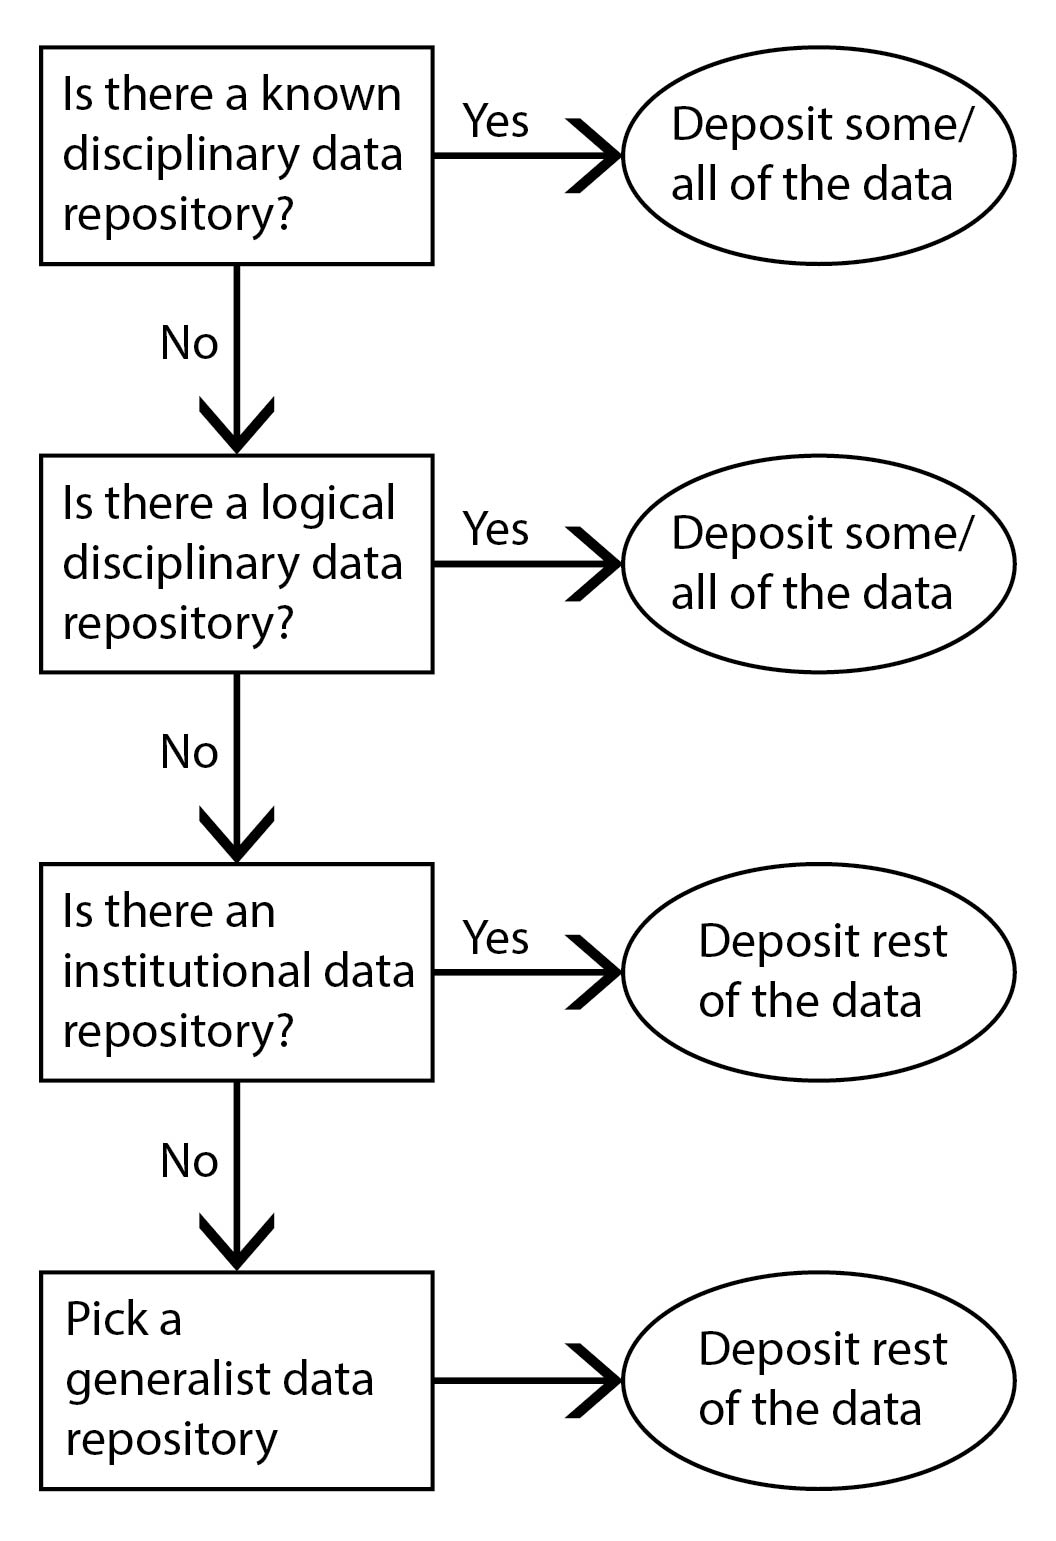 Is there a known
disciplinary data
repository?
Yes
Deposit some/
all of the data
No
Is there a logical
disciplinary data
repository?
Yes
Deposit some/
all of the data
No
Is there an
institutional data
repository?
Yes
Deposit rest
of the data
No
Pick a
generalist data
repository
Deposit rest
of the data